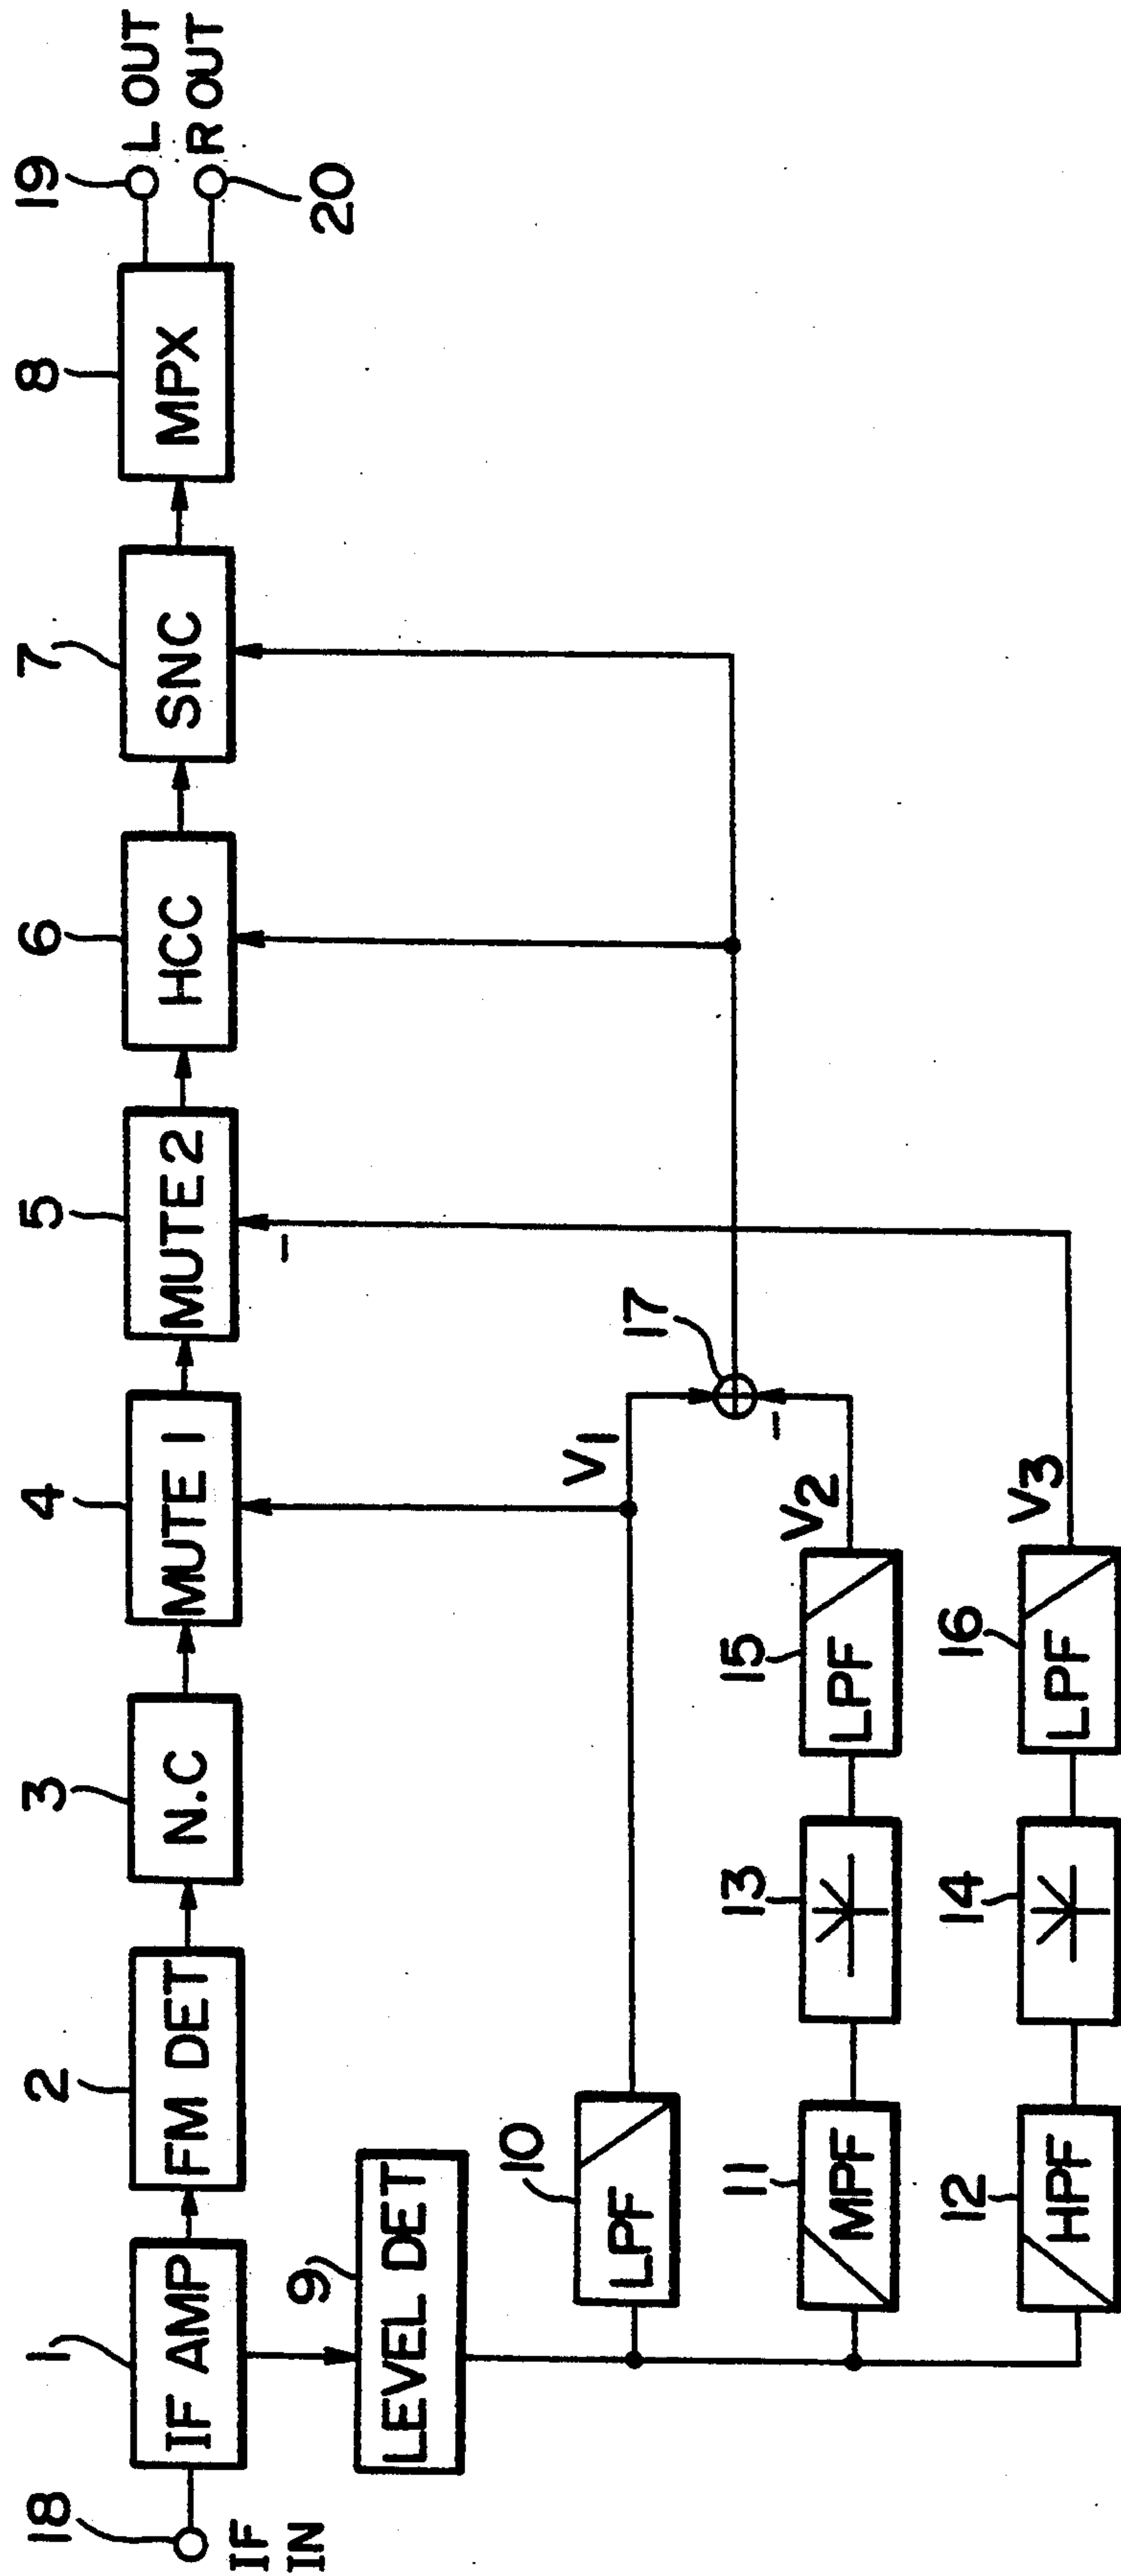 18
IF IN
1
IF AMP
2
FM DET
3
N.C
4
MUTE 1
5
MUTE 2
6
HCC
7
SNC
8
MPX
19
L OUT
R OUT
20
9
LEVEL DET
10
LPF
V1
17
-
-
11
MPF
13
15
LPF
V2
12
HPF
14
16
LPF
V3